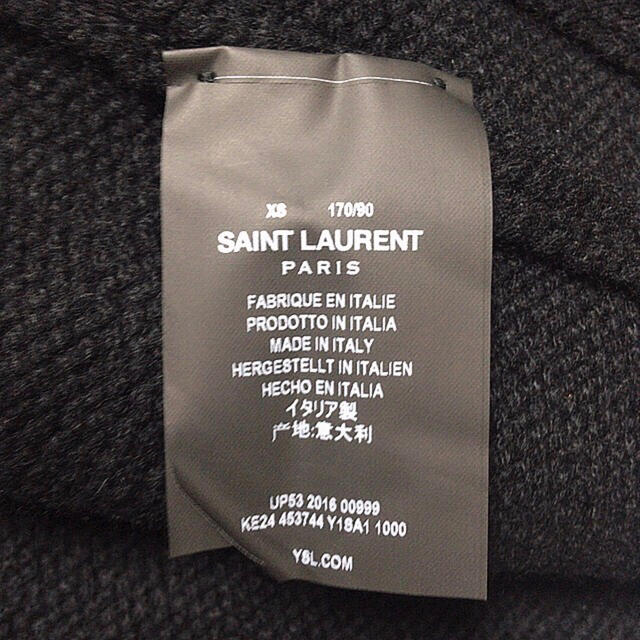 XS 170/90
SAINT LAURENT
PARIS
FABRIQUE EN ITALIE
PRODOTTO IN ITALIA
MADE IN ITALY
HERGESTELLT IN ITALIEN
HECHO EN ITALIA
イタリア製
产地:意大利
UP53 2016 00999
KE24 453744 Y1SA1 1000
YSL.COM